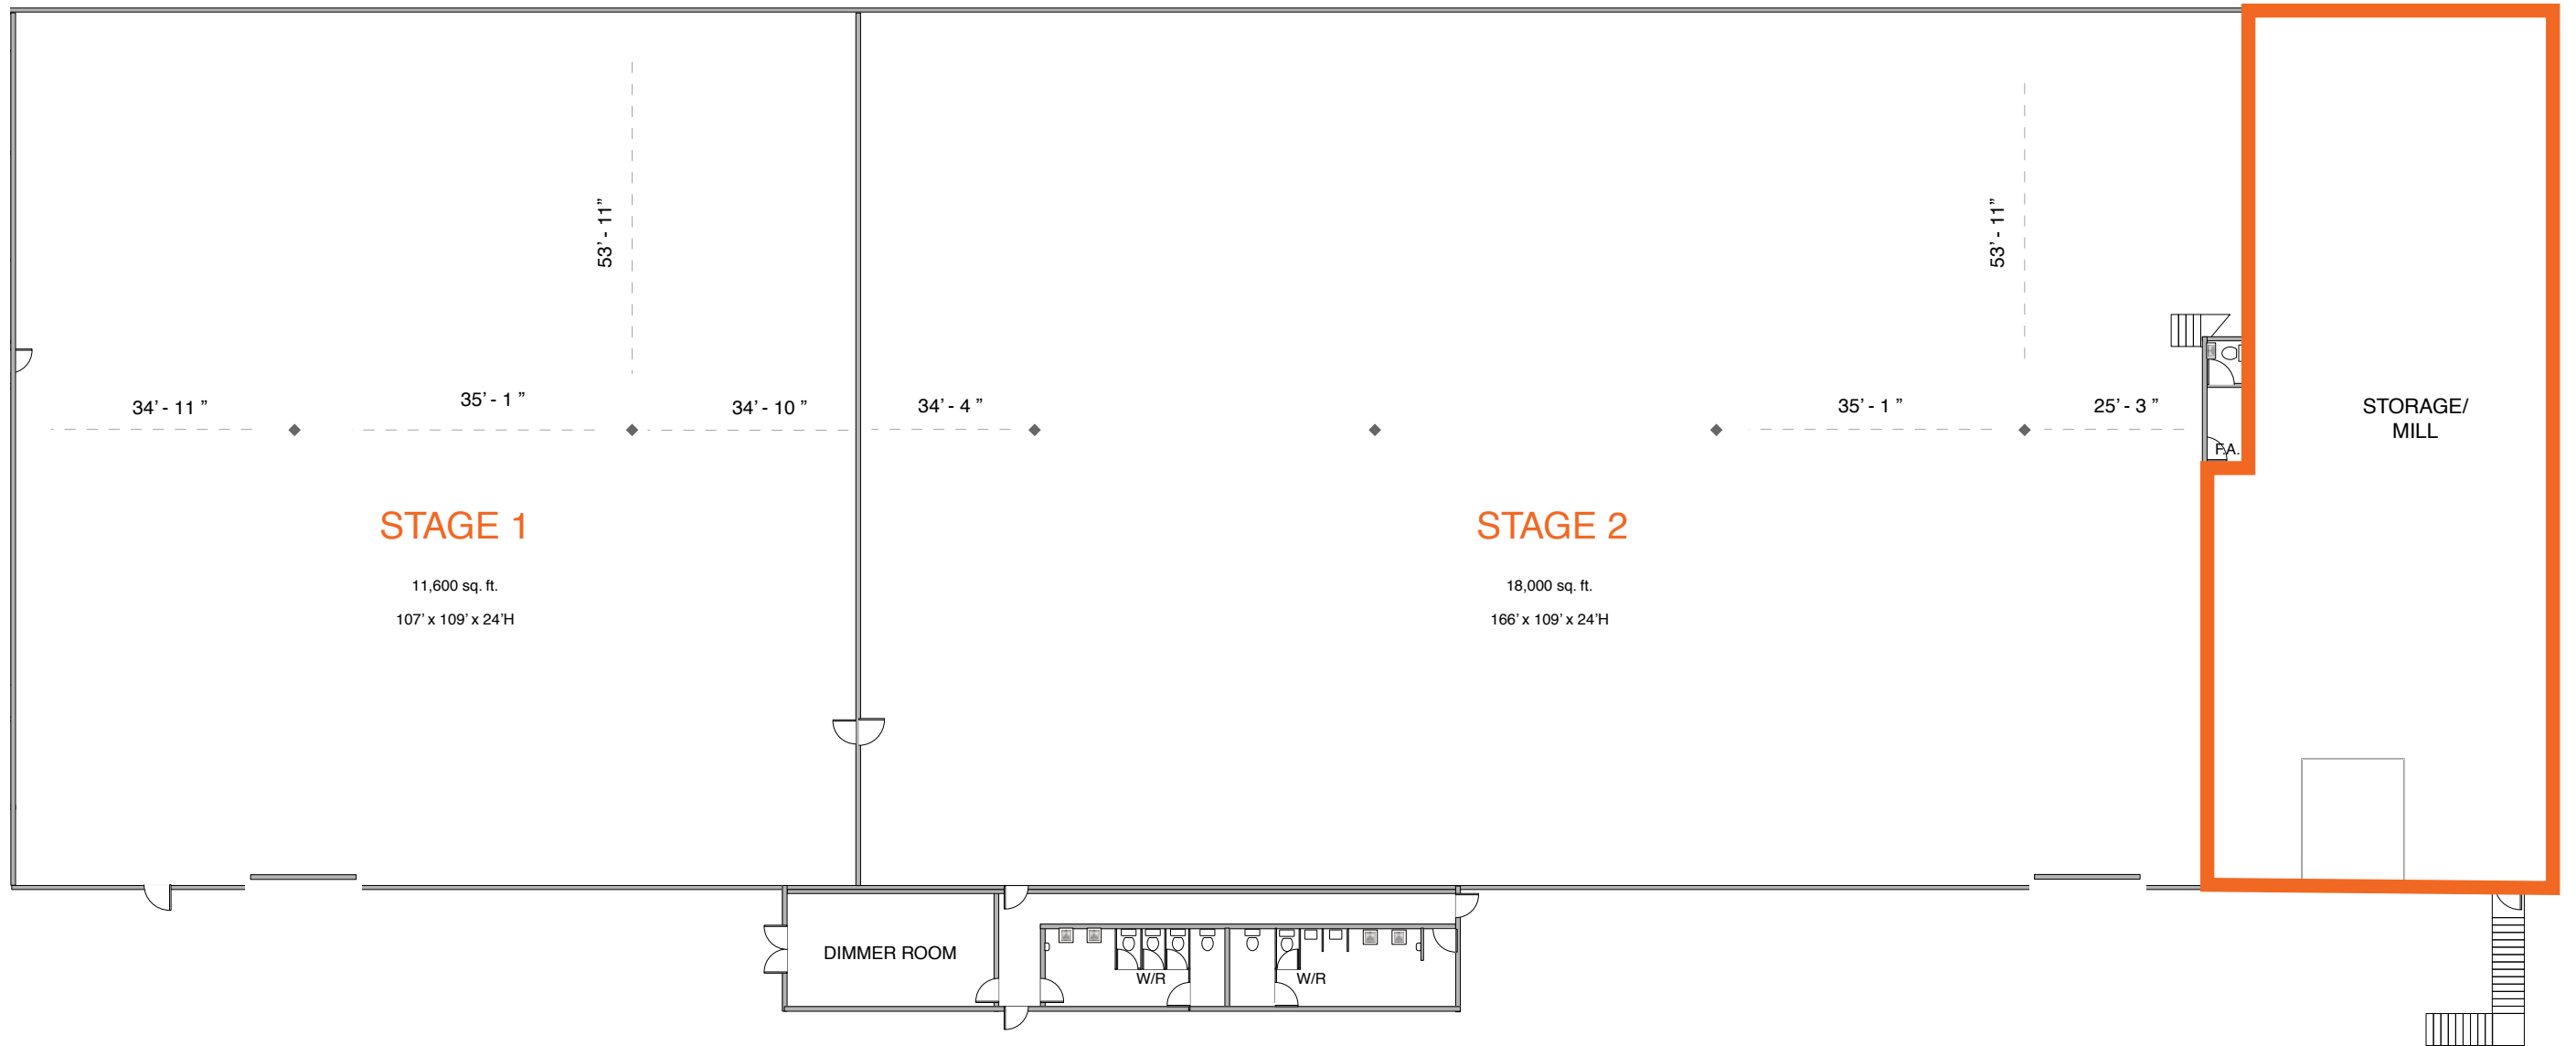 53’ - 11”
53’ - 11”
34’ - 11 ”
35’ - 1 ”
34’ - 10 ”
34’ - 4 ”
35’ - 1 ”
25’ - 3 ”
STORAGE/
MILL
F.A.
STAGE 1
11,600 sq. ft.
107’ x 109’ x 24’H
STAGE 2
18,000 sq. ft.
166’ x 109’ x 24’H
DIMMER ROOM
W/R
W/R